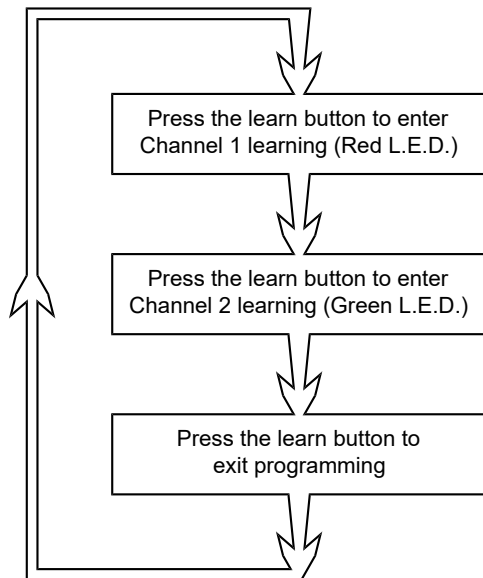 Press the learn button to enter
Channel 1 learning (Red L.E.D.)
Press the learn button to enter
Channel 2 learning (Green L.E.D.)
Press the learn button to
exit programming